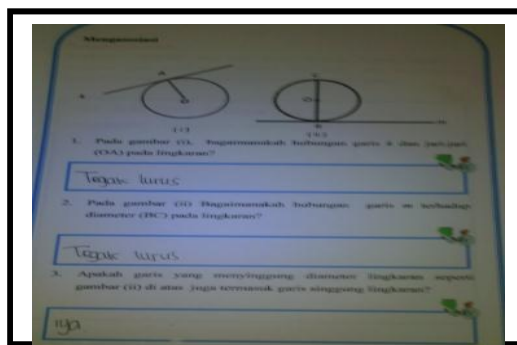 Mengasosiasi
A
O
(i)
C
O
B
m
(ii)
1. Pada gambar (i), Bagaimanakah hubungan garis k dan jari-jari
(OA) pada lingkaran?
Tegak lurus
2. Pada gambar (ii) Bagaimanakah hubungan garis m terhadap
diameter (BC) pada lingkaran?
Tegak lurus
3. Apakah garis yang menyinggung diameter lingkaran seperti
gambar (ii) di atas juga termasuk garis singgung lingkaran?
iya